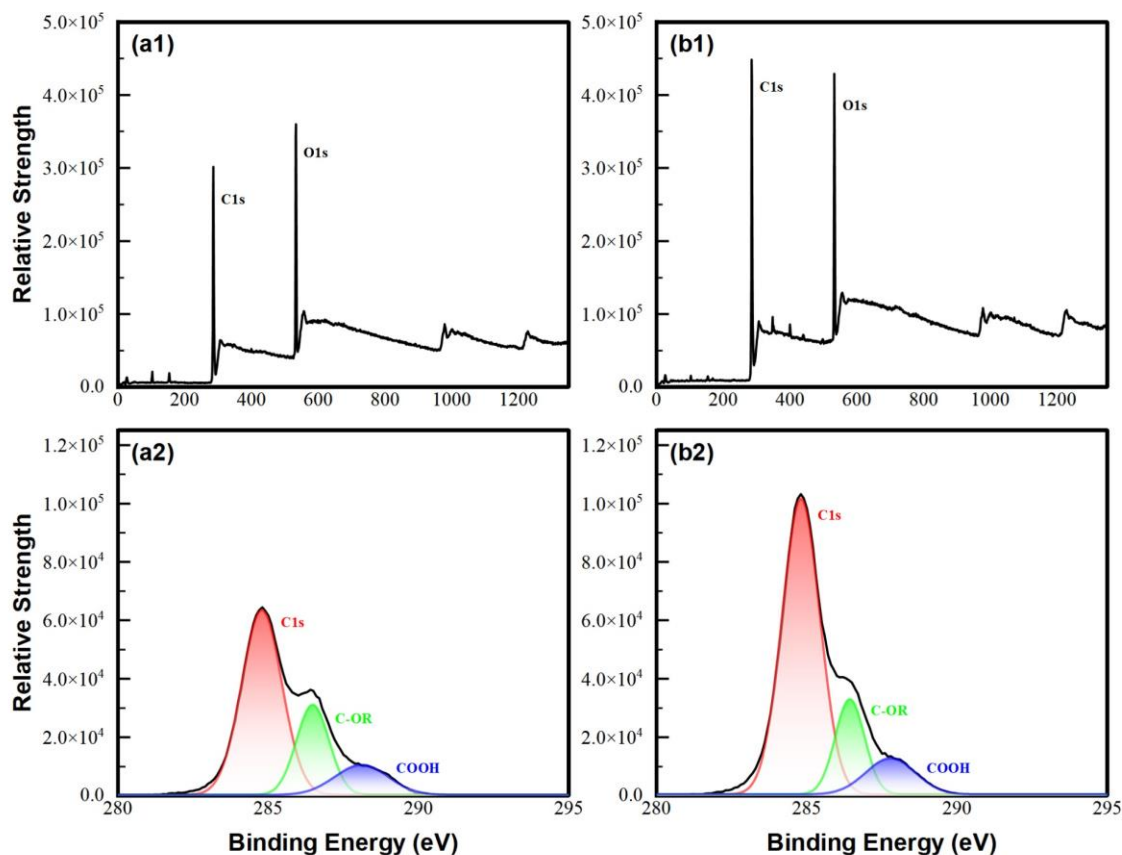 (a1)
5.0×10⁵
4.0×10⁵
3.0×10⁵
2.0×10⁵
1.0×10⁵
0.0
Relative Strength
C1s
O1s
0 200 400 600 800 1000 1200
(b1)
5.0×10⁵
4.0×10⁵
3.0×10⁵
2.0×10⁵
1.0×10⁵
0.0
C1s
O1s
0 200 400 600 800 1000 1200
(a2)
1.2×10⁵
1.0×10⁵
8.0×10⁴
6.0×10⁴
4.0×10⁴
2.0×10⁴
0.0
Relative Strength
C1s
C-OR
COOH
280 285 290 295
Binding Energy (eV)
(b2)
1.2×10⁵
1.0×10⁵
8.0×10⁴
6.0×10⁴
4.0×10⁴
2.0×10⁴
0.0
C1s
C-OR
COOH
280 285 290 295
Binding Energy (eV)